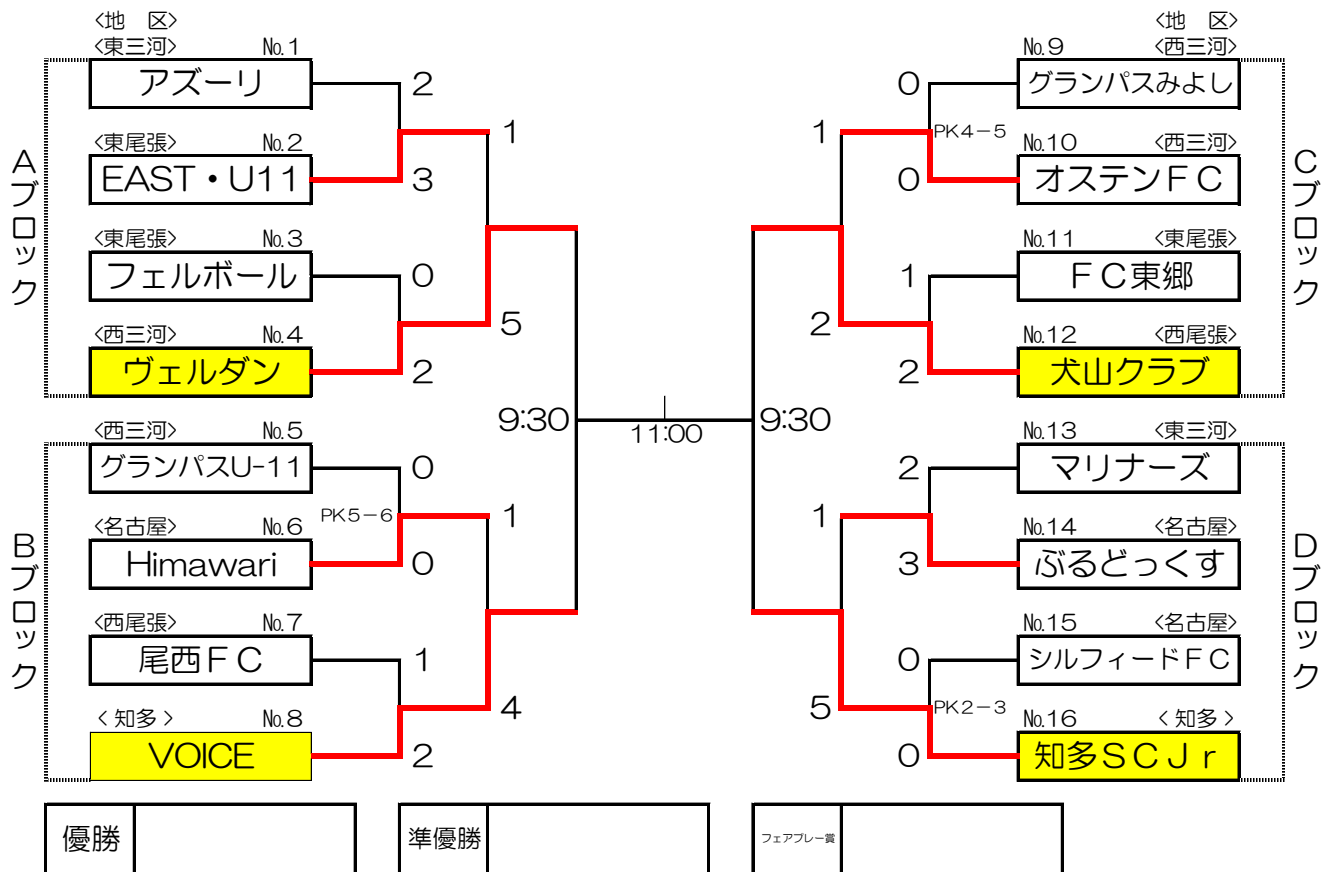 〈地　区〉
〈東三河〉 No.1
アズーリ
2
〈東尾張〉 No.2
EAST・U11
3
1
〈東尾張〉 No.3
フェルボール
0
〈西三河〉 No.4
ヴェルダン
2
5
Aブロック
〈西三河〉 No.5
グランパスU-11
0
PK5−6
〈名古屋〉 No.6
Himawari
0
1
〈西尾張〉 No.7
尾西FC
1
〈知多〉 No.8
VOICE
2
4
Bブロック
9:30
11:00
9:30
〈地　区〉
No.9 〈西三河〉
グランパスみよし
0
PK4−5
No.10 〈西三河〉
オステンFC
0
1
No.11 〈東尾張〉
FC東郷
1
No.12 〈西尾張〉
犬山クラブ
2
2
Cブロック
No.13 〈東三河〉
マリナーズ
2
No.14 〈名古屋〉
ぶるどっくす
3
1
No.15 〈名古屋〉
シルフィードFC
0
PK2−3
No.16 〈知多〉
知多SCJr
0
5
Dブロック
優勝
準優勝
フェアプレー賞